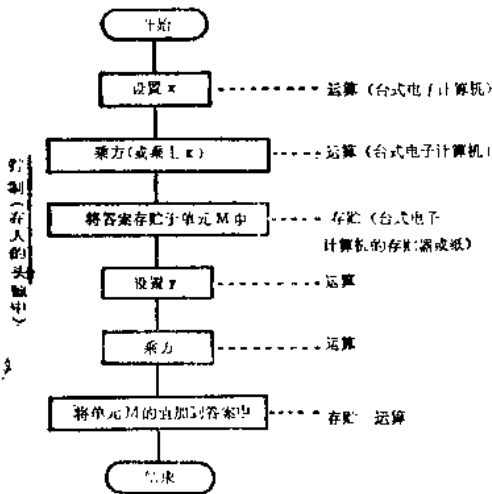 开始
设置 x
运算（台式电子计算机）
乘方（或乘上 x）
运算（台式电子计算机）
将答案存贮于单元 M 中
存贮（台式电子
计算机的存贮器或纸）
设置 y
运算
乘方
运算
将单元 M 的值加到答案中
存贮 运算
结束
控制（在人的头脑中）